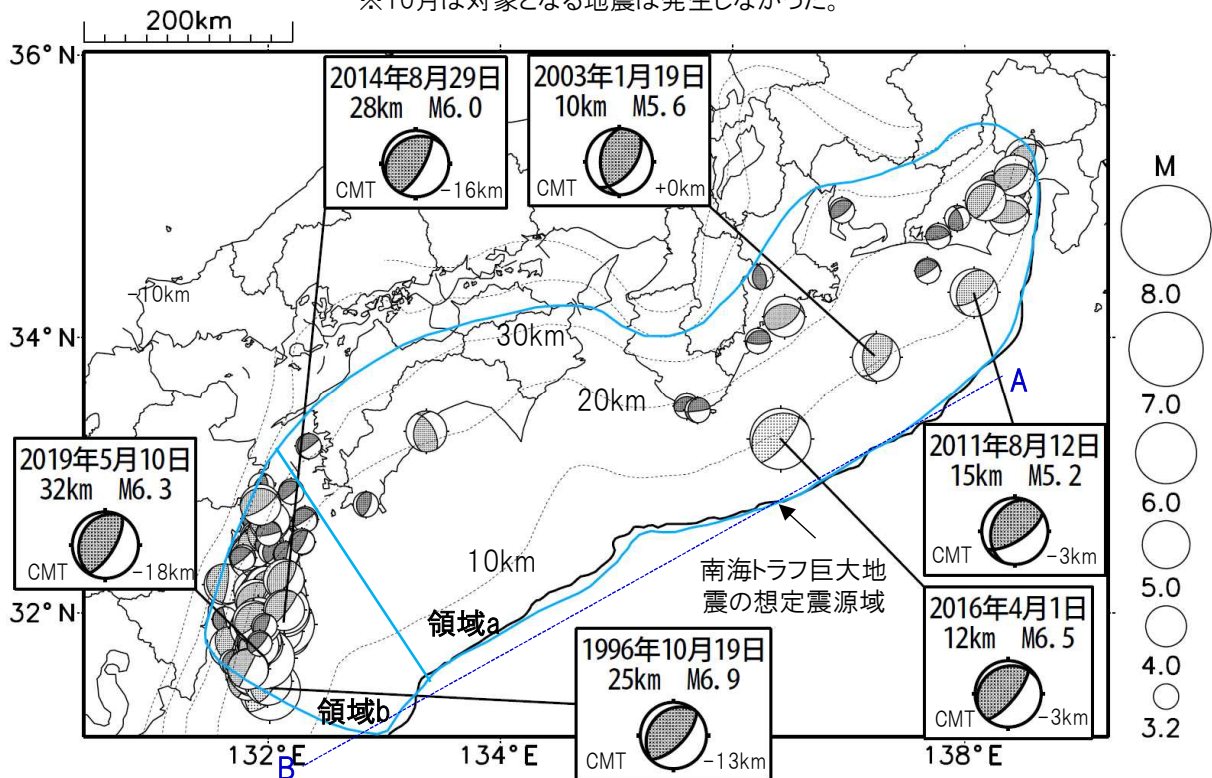 ※10月は対象となる地震は発生しなかった。
200km
36°N
34°N
32°N
132°E
134°E
138°E
2014年8月29日
28km M6.0
CMT
-16km
2003年1月19日
10km M5.6
CMT
+0km
M
8.0
7.0
6.0
5.0
4.0
3.2
-10km
30km
20km
10km
A
2019年5月10日
32km M6.3
CMT
-18km
2011年8月12日
15km M5.2
CMT
-3km
南海トラフ巨大地
震の想定震源域
領域a
領域b
2016年4月1日
12km M6.5
CMT
-3km
1996年10月19日
25km M6.9
CMT
-13km
B